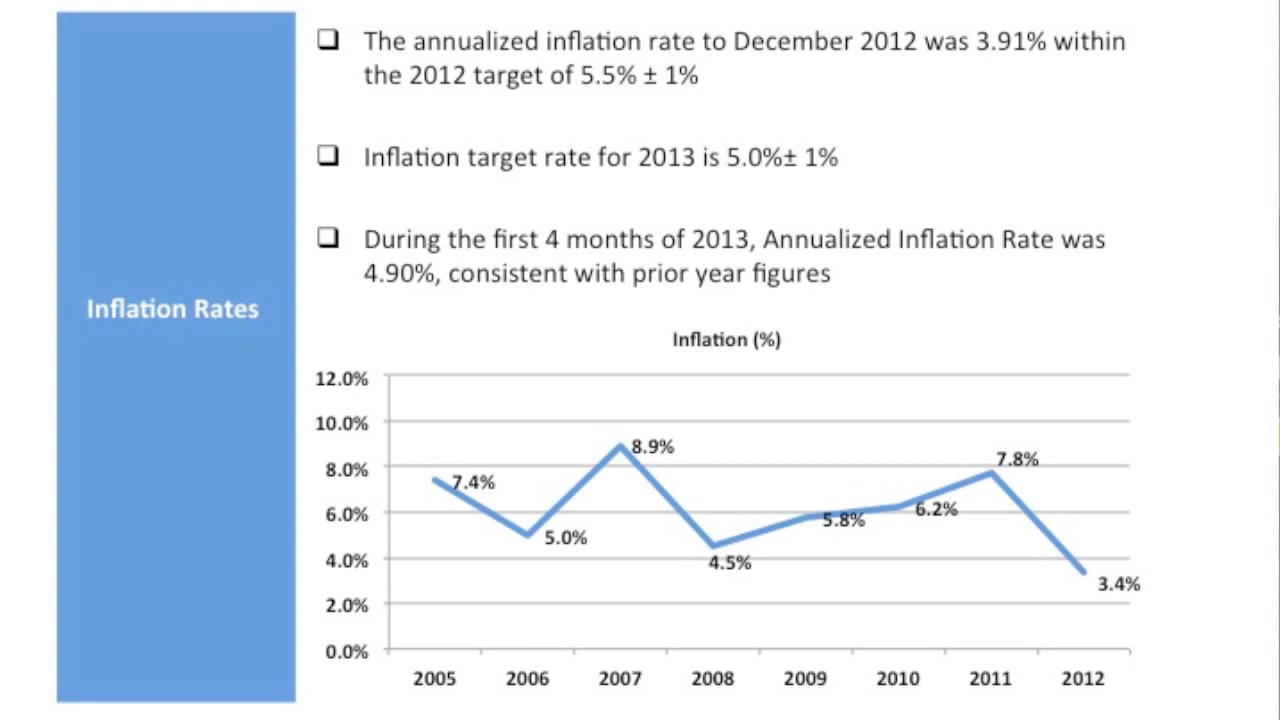 Inflation Rates
❑ The annualized inflation rate to December 2012 was 3.91% within
the 2012 target of 5.5% ± 1%
❑ Inflation target rate for 2013 is 5.0%± 1%
❑ During the first 4 months of 2013, Annualized Inflation Rate was
4.90%, consistent with prior year figures
Inflation (%)
12.0%
10.0%
8.0%
6.0%
4.0%
2.0%
0.0%
7.4%
5.0%
8.9%
4.5%
5.8%
6.2%
7.8%
3.4%
2005 2006 2007 2008 2009 2010 2011 2012